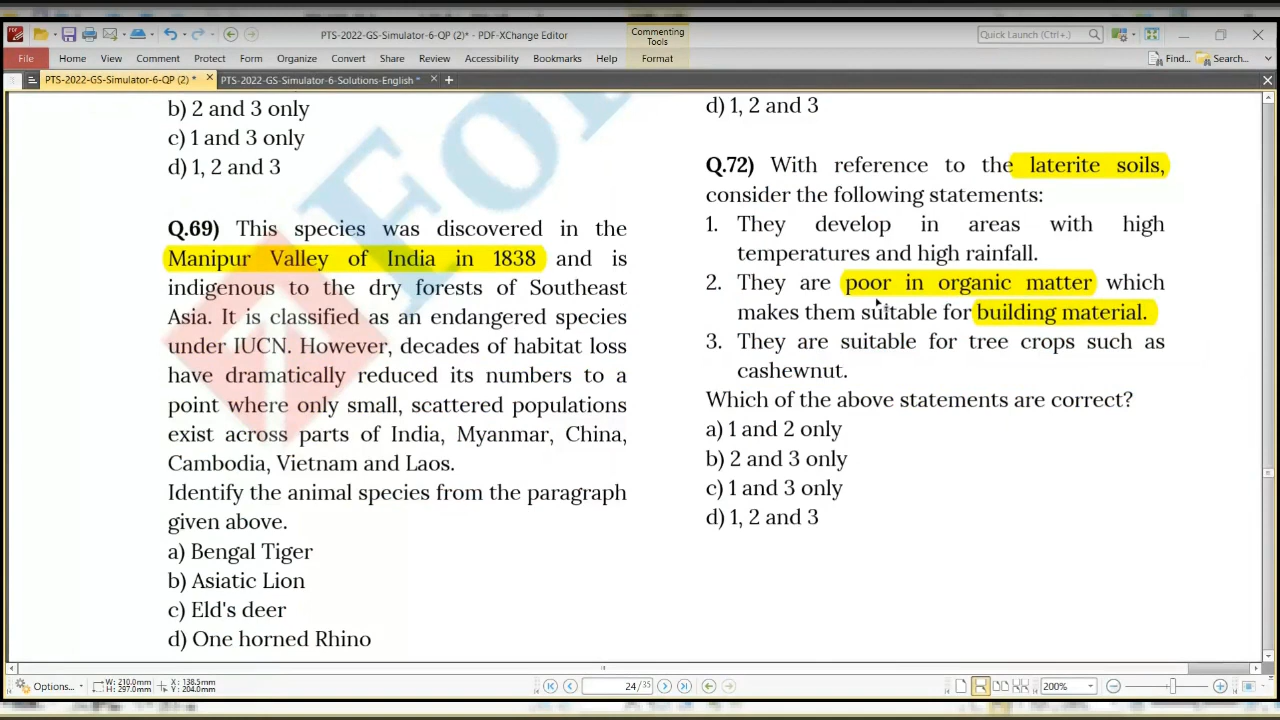 PTS-2022-GS-Simulator-6-QP (2)* - PDF-XChange Editor
Commenting Tools
Quick Launch (Ctrl+.)
File Home View Comment Protect Form Organize Convert Share Review Accessibility Bookmarks Help Format
Find... Search...
PTS-2022-GS-Simulator-6-QP (2) * PTS-2022-GS-Simulator-6-Solutions-English *
b) 2 and 3 only
c) 1 and 3 only
d) 1, 2 and 3
Q.69) This species was discovered in the
Manipur Valley of India in 1838 and is
indigenous to the dry forests of Southeast
Asia. It is classified as an endangered species
under IUCN. However, decades of habitat loss
have dramatically reduced its numbers to a
point where only small, scattered populations
exist across parts of India, Myanmar, China,
Cambodia, Vietnam and Laos.
Identify the animal species from the paragraph
given above.
a) Bengal Tiger
b) Asiatic Lion
c) Eld's deer
d) One horned Rhino
d) 1, 2 and 3
Q.72) With reference to the laterite soils,
consider the following statements:
1. They develop in areas with high
temperatures and high rainfall.
2. They are poor in organic matter which
makes them suitable for building material.
3. They are suitable for tree crops such as
cashewnut.
Which of the above statements are correct?
a) 1 and 2 only
b) 2 and 3 only
c) 1 and 3 only
d) 1, 2 and 3
Options...
W: 210.0mm
H: 297.0mm
X: 138.5mm
Y: 204.0mm
24/35
200%